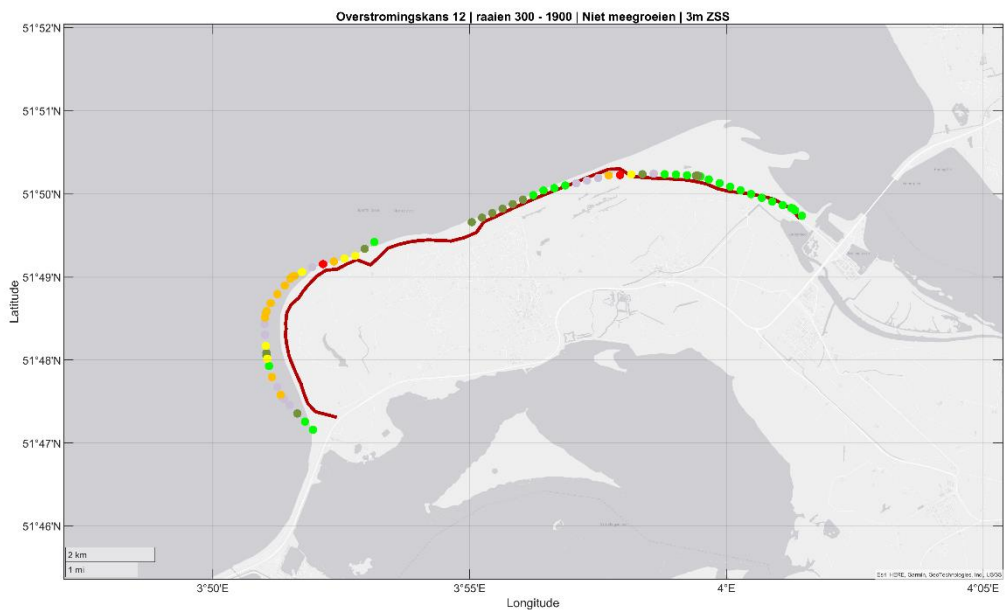 Overstromingskans 12 | raaien 300 - 1900 | Niet meegroeien | 3m ZSS
51°52'N
51°51'N
51°50'N
51°49'N
51°48'N
51°47'N
51°46'N
Latitude
2 km
1 mi
3°50'E
3°55'E
4°E
4°05'E
Esri, HERE, Garmin, GeoTechnologies, Inc., USGS
Longitude